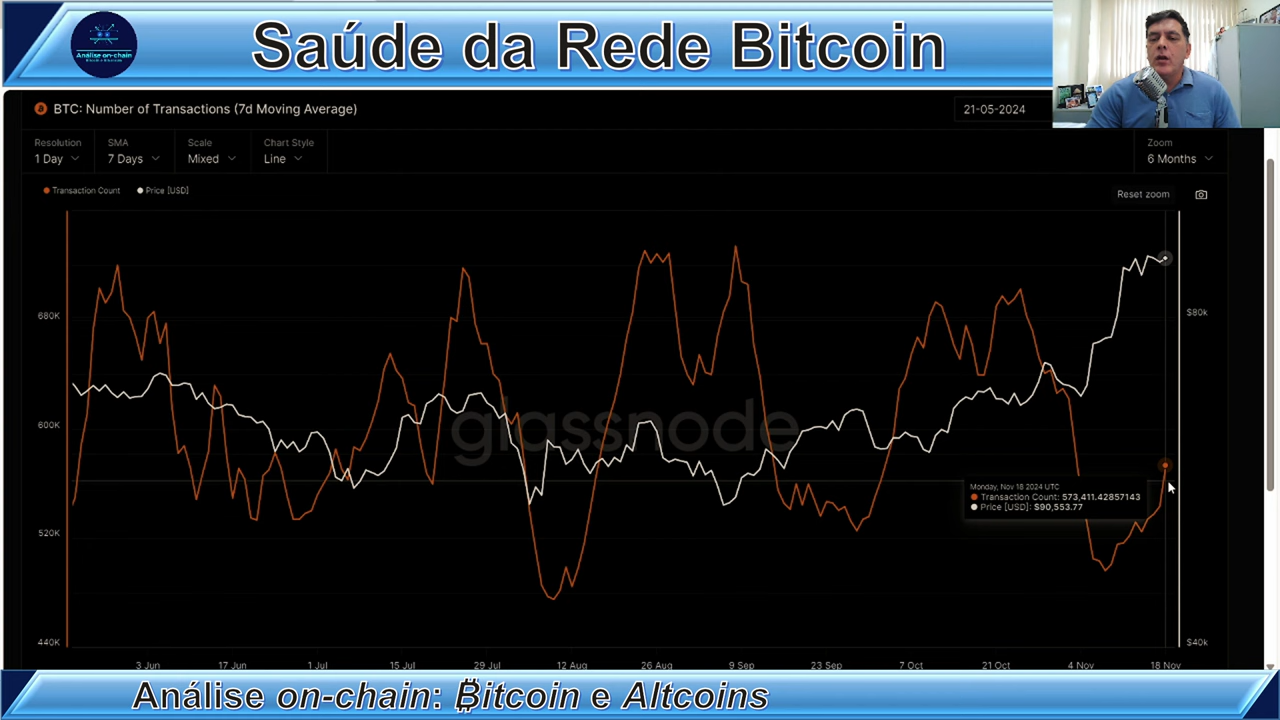 Saúde da Rede Bitcoin
Análise on-chain
BTC: Number of Transactions (7d Moving Average)
21-05-2024
Resolution
1 Day
SMA
7 Days
Scale
Mixed
Chart Style
Line
Zoom
6 Months
Transaction Count
Price [USD]
Reset zoom
680K
$80k
600K
glassnode
Monday, Nov 18 2024 UTC
Transaction Count: 573,411.42857143
Price [USD]: $90,553.77
520K
440K
$40k
3 Jun 17 Jun 1 Jul 15 Jul 29 Jul 12 Aug 26 Aug 9 Sep 23 Sep 7 Oct 21 Oct 4 Nov 18 Nov
Análise on-chain: ₿itcoin e Altcoins